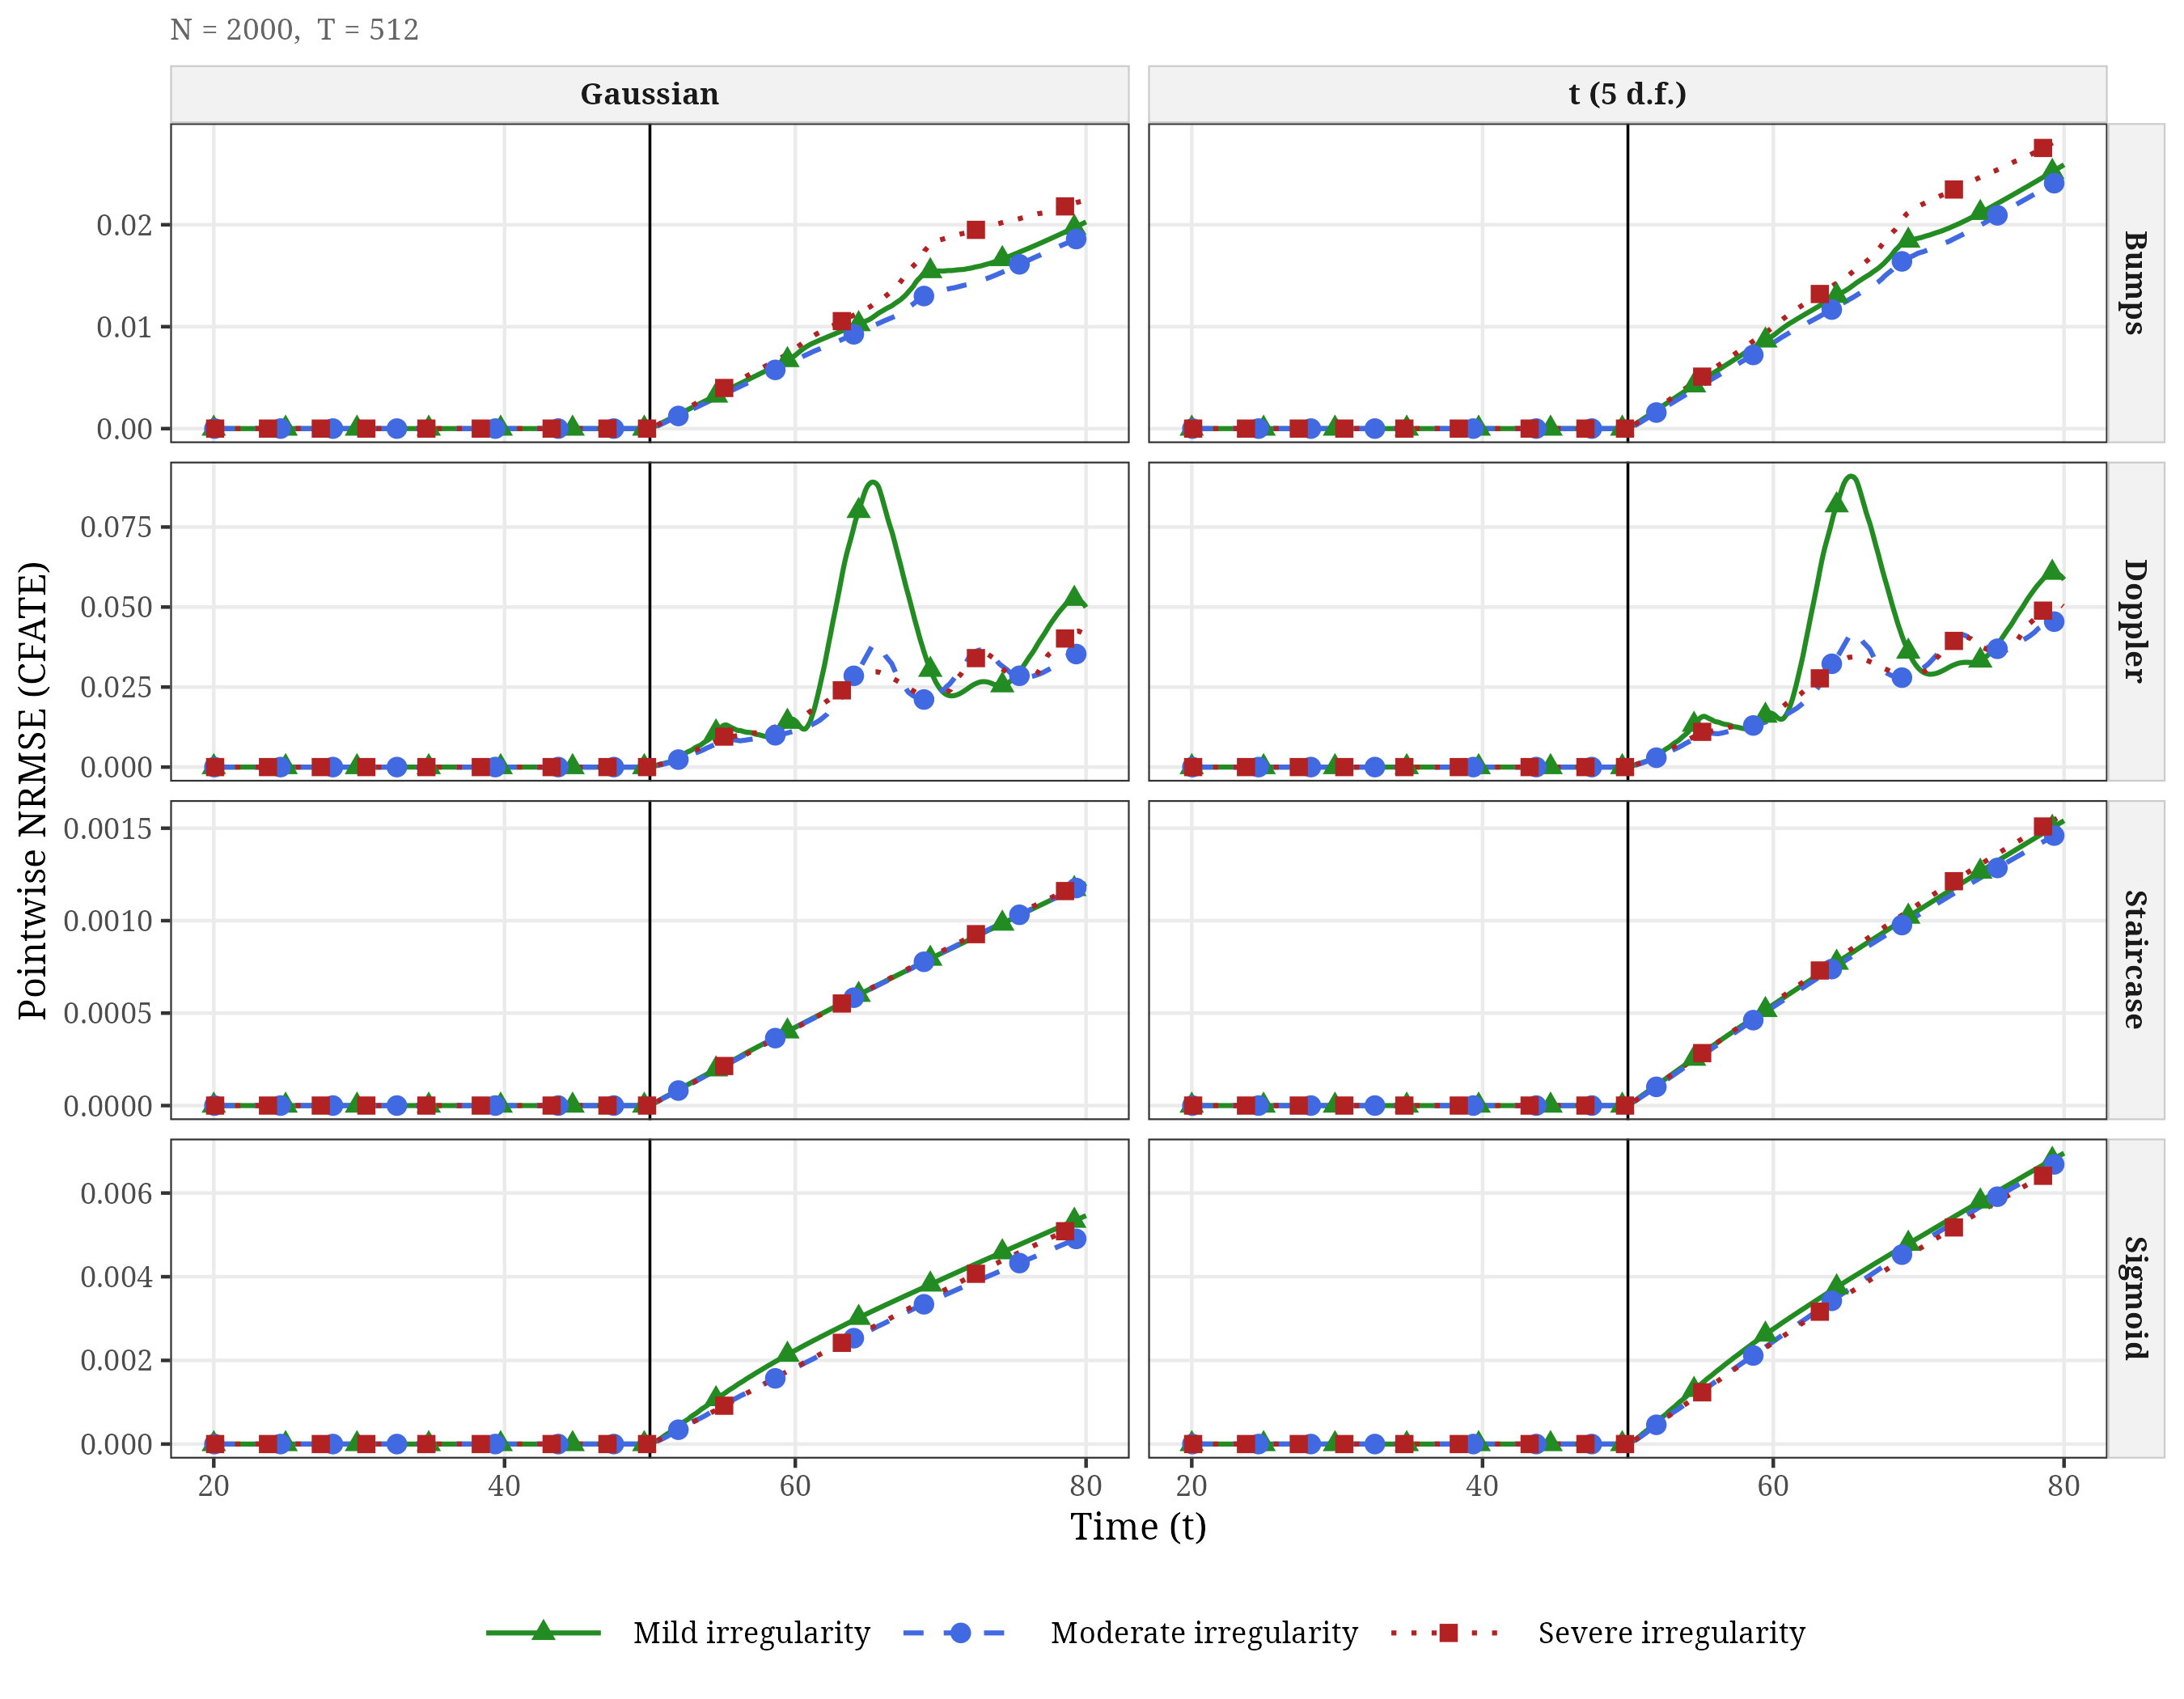 N = 2000,  T = 512
Gaussian
t (5 d.f.)
Pointwise NRMSE (CFATE)
0.02
0.01
0.00
Bumps
0.075
0.050
0.025
0.000
Doppler
0.0015
0.0010
0.0005
0.0000
Staircase
0.006
0.004
0.002
0.000
Sigmoid
20 40 60 80 20 40 60 80
Time (t)
Mild irregularity Moderate irregularity Severe irregularity